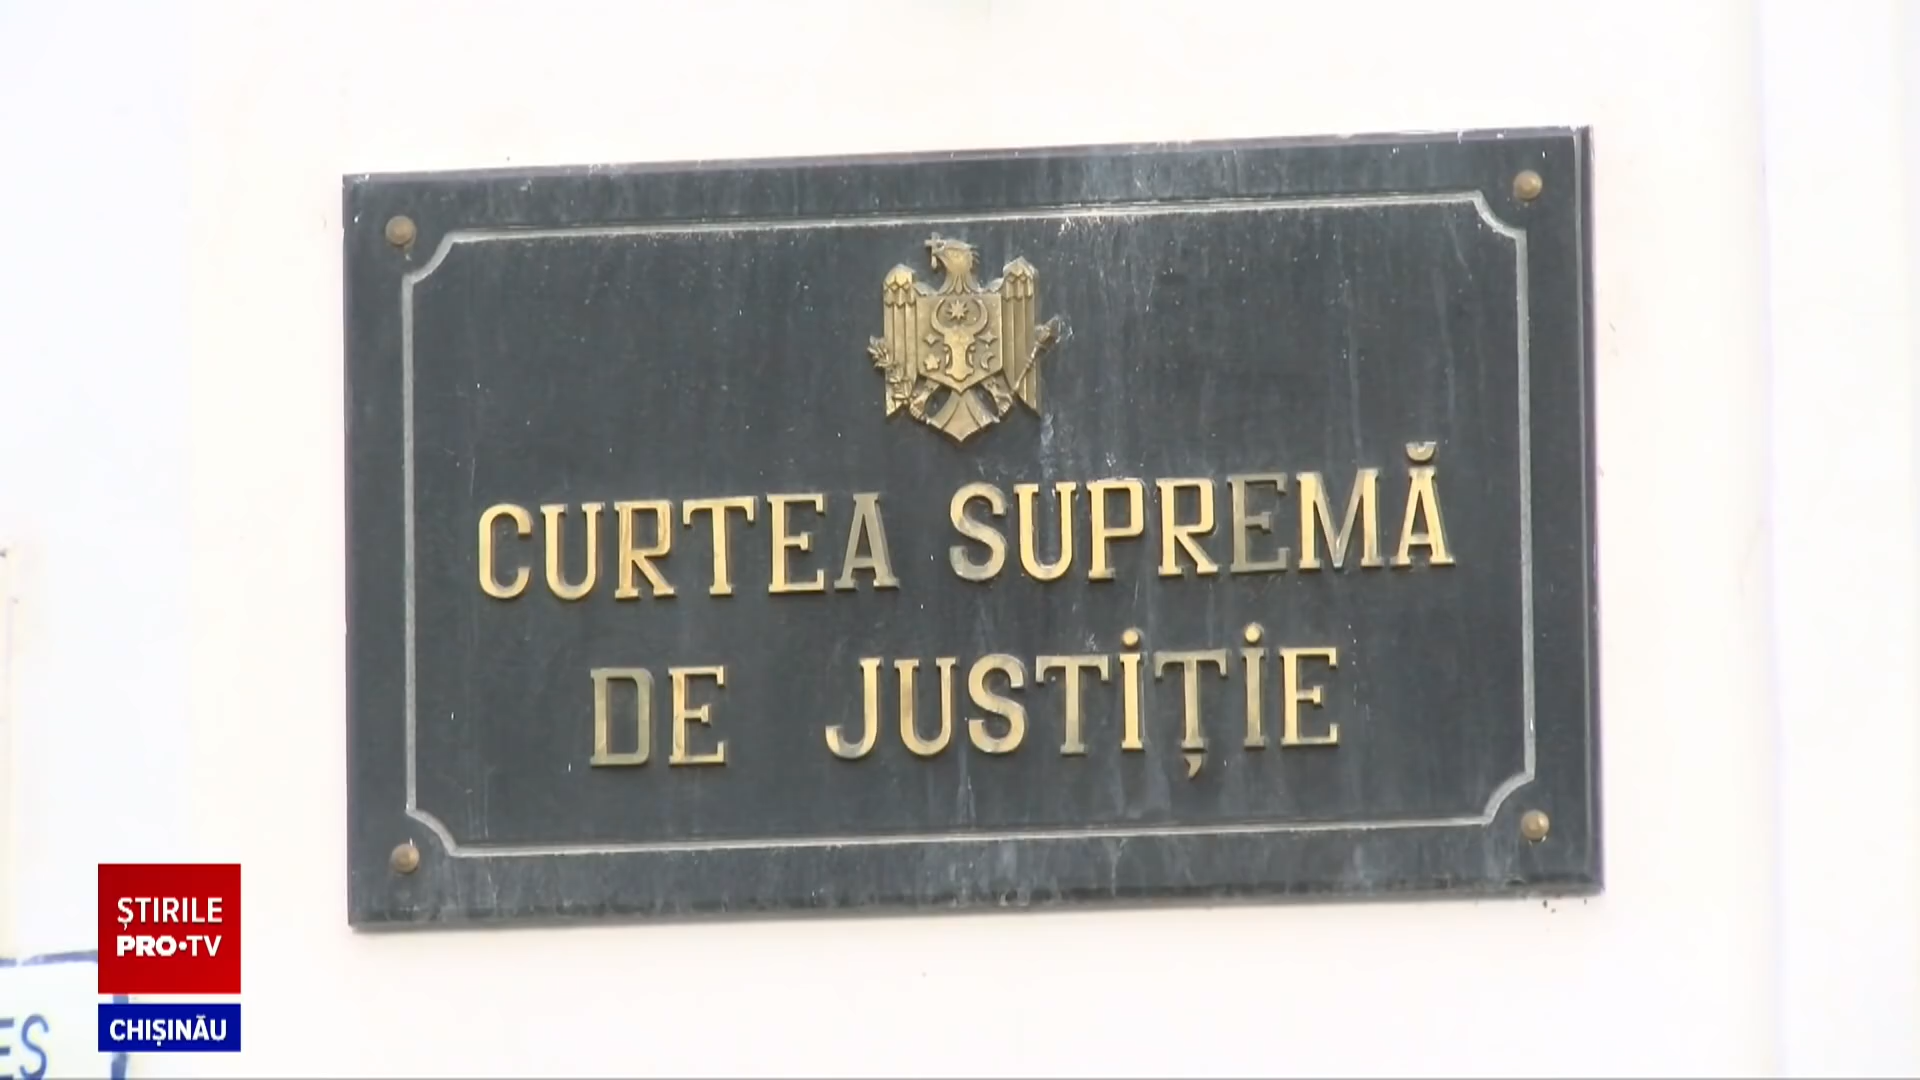 CURTEA SUPREMĂ
DE JUSTIȚIE
ȘTIRILE
PRO•TV
CHIȘINĂU